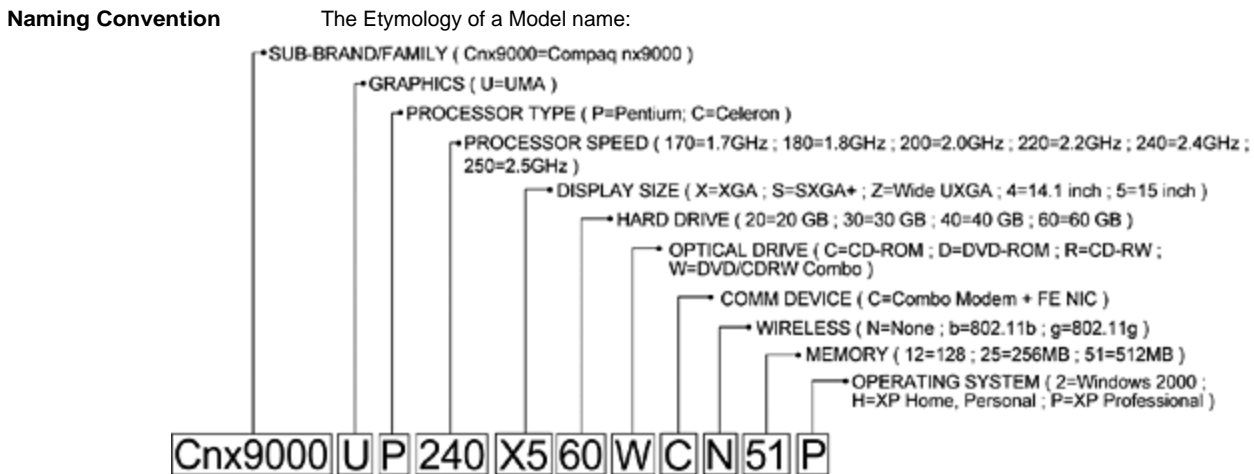 Naming Convention The Etymology of a Model name:
SUB-BRAND/FAMILY ( Cnx9000=Compaq nx9000 )
GRAPHICS ( U=UMA )
PROCESSOR TYPE ( P=Pentium; C=Celeron )
PROCESSOR SPEED ( 170=1.7GHz ; 180=1.8GHz ; 200=2.0GHz ; 220=2.2GHz ; 240=2.4GHz ;
250=2.5GHz )
DISPLAY SIZE ( X=XGA ; S=SXGA+ ; Z=Wide UXGA ; 4=14.1 inch ; 5=15 inch )
HARD DRIVE ( 20=20 GB ; 30=30 GB ; 40=40 GB ; 60=60 GB )
OPTICAL DRIVE ( C=CD-ROM ; D=DVD-ROM ; R=CD-RW ;
W=DVD/CDRW Combo )
COMM DEVICE ( C=Combo Modem + FE NIC )
WIRELESS ( N=None ; b=802.11b ; g=802.11g )
MEMORY ( 12=128 ; 25=256MB ; 51=512MB )
OPERATING SYSTEM ( 2=Windows 2000 ;
H=XP Home, Personal ; P=XP Professional )
Cnx9000 U P 240 X5 60 W C N 51 P